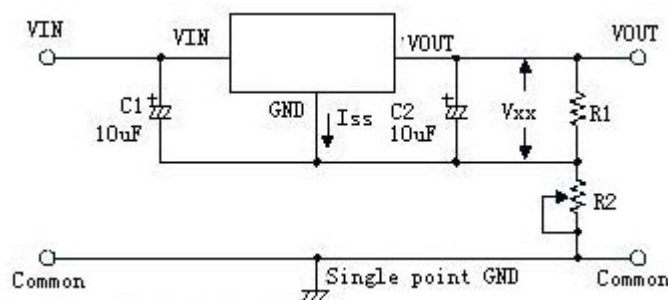 VIN
VIN
VOUT
VOUT
C1
10uF
GND
Iss
C2
10uF
Vxx
R1
R2
Common
Single point GND
Common